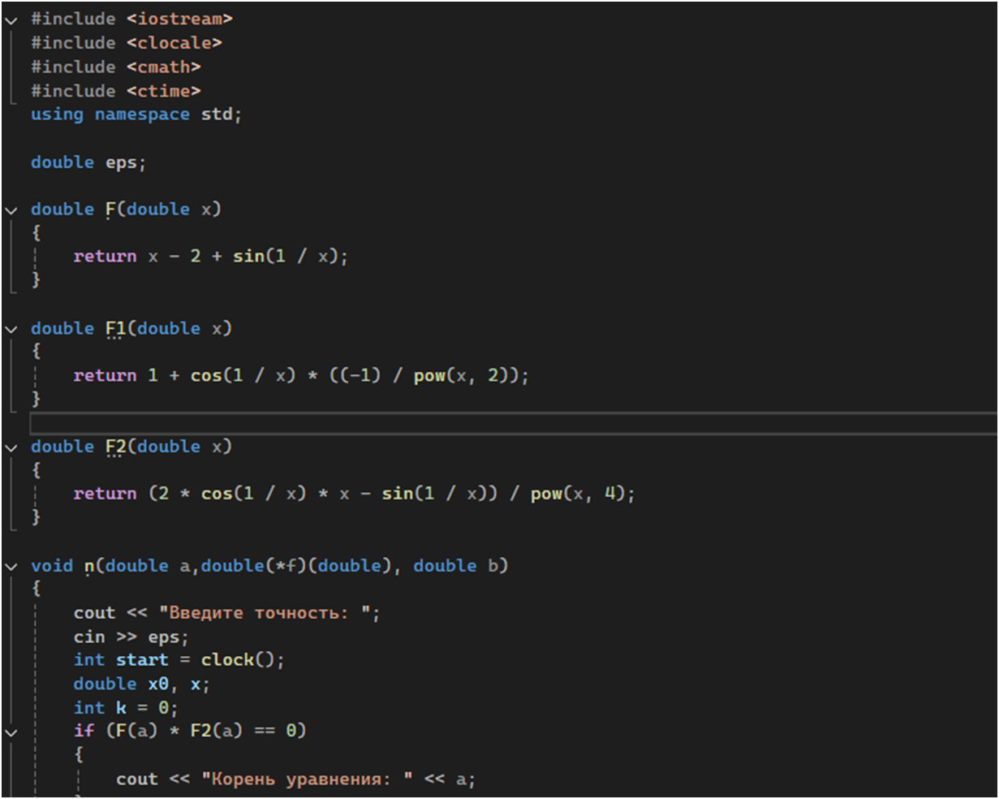 #include <iostream>
#include <clocale>
#include <cmath>
#include <ctime>
using namespace std;

double eps;

double F(double x)
{
    return x - 2 + sin(1 / x);
}

double F1(double x)
{
    return 1 + cos(1 / x) * ((-1) / pow(x, 2));
}

double F2(double x)
{
    return (2 * cos(1 / x) * x - sin(1 / x)) / pow(x, 4);
}

void n(double a,double(*f)(double), double b)
{
    cout << "Введите точность: ";
    cin >> eps;
    int start = clock();
    double x0, x;
    int k = 0;
    if (F(a) * F2(a) == 0)
    {
        cout << "Корень уравнения: " << a;